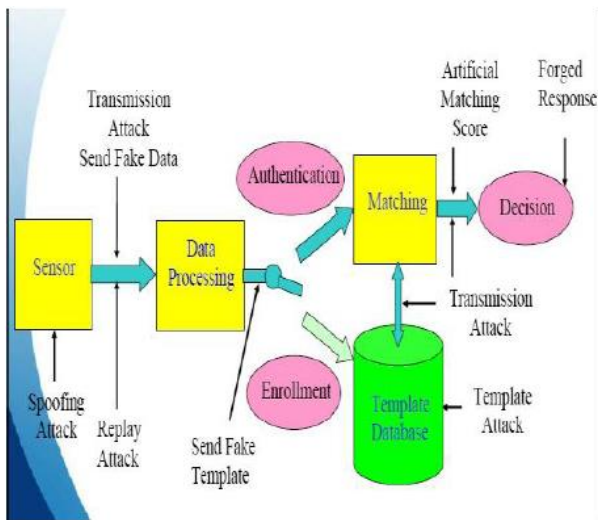 Transmission
Attack
Send Fake Data
Artificial
Matching
Score
Forged
Response
Authentication
Matching
Decision
Sensor
Data
Processing
Transmission
Attack
Enrollment
Template
Database
Template
Attack
Spoofing
Attack
Replay
Attack
Send Fake
Template